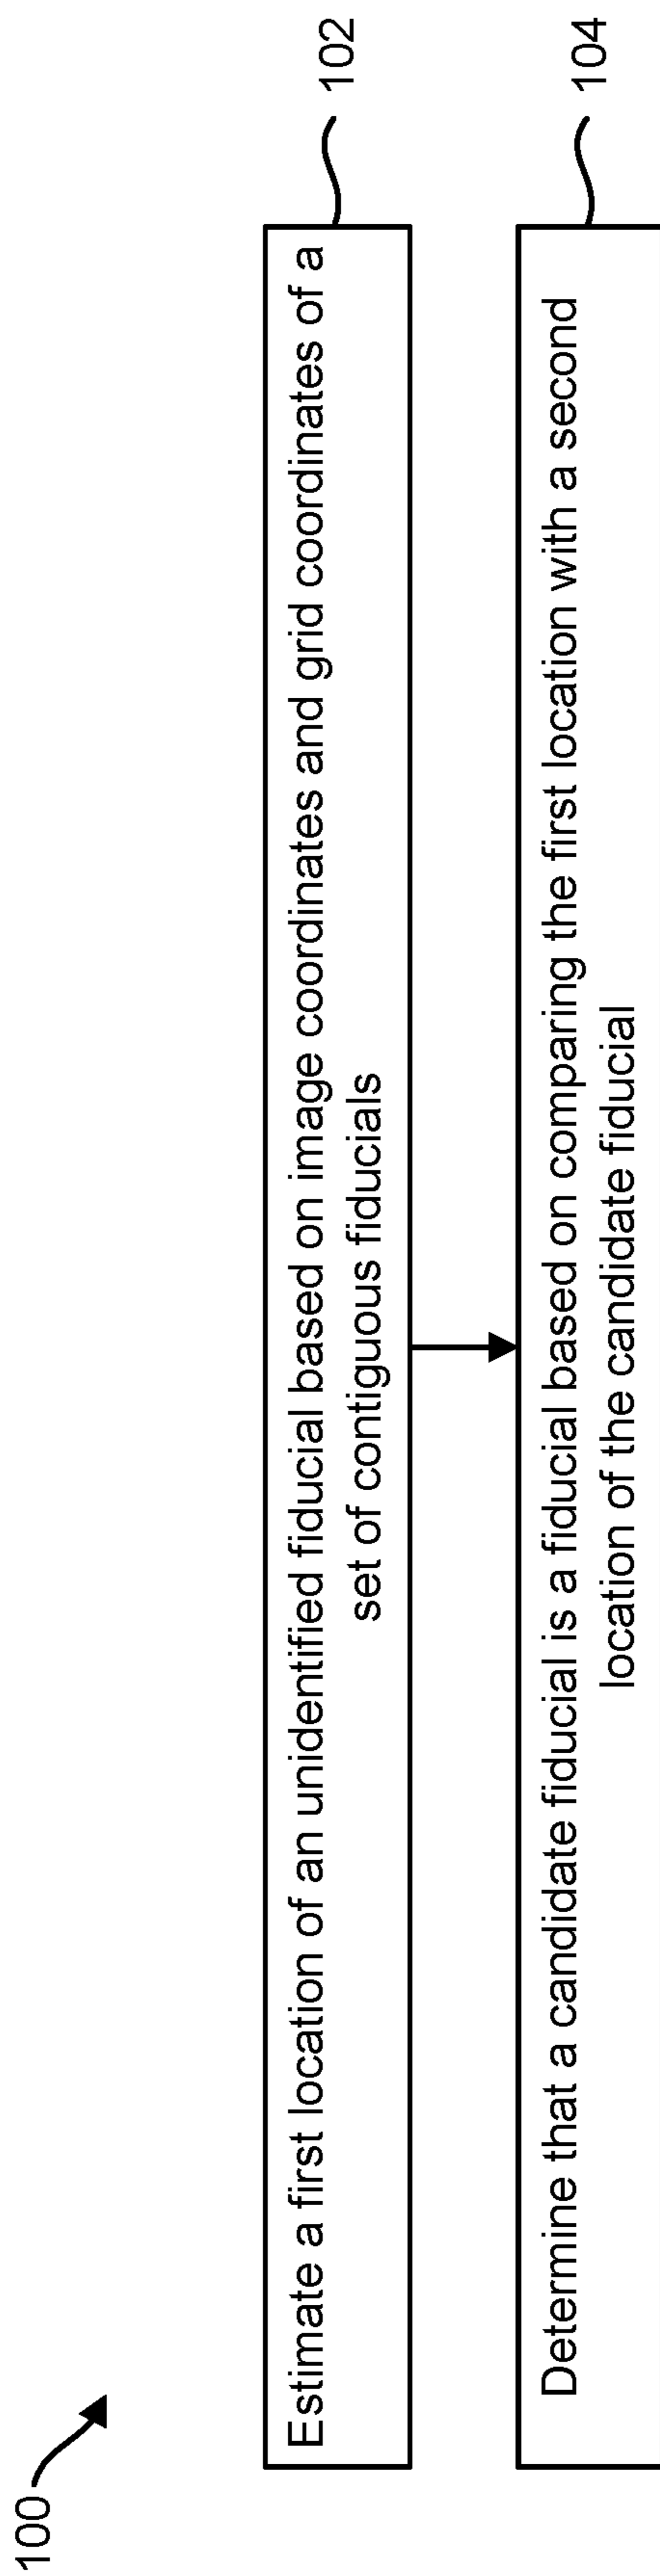 100
Estimate a first location of an unidentified fiducial based on image coordinates and grid coordinates of a
set of contiguous fiducials
102
Determine that a candidate fiducial is a fiducial based on comparing the first location with a second
location of the candidate fiducial
104